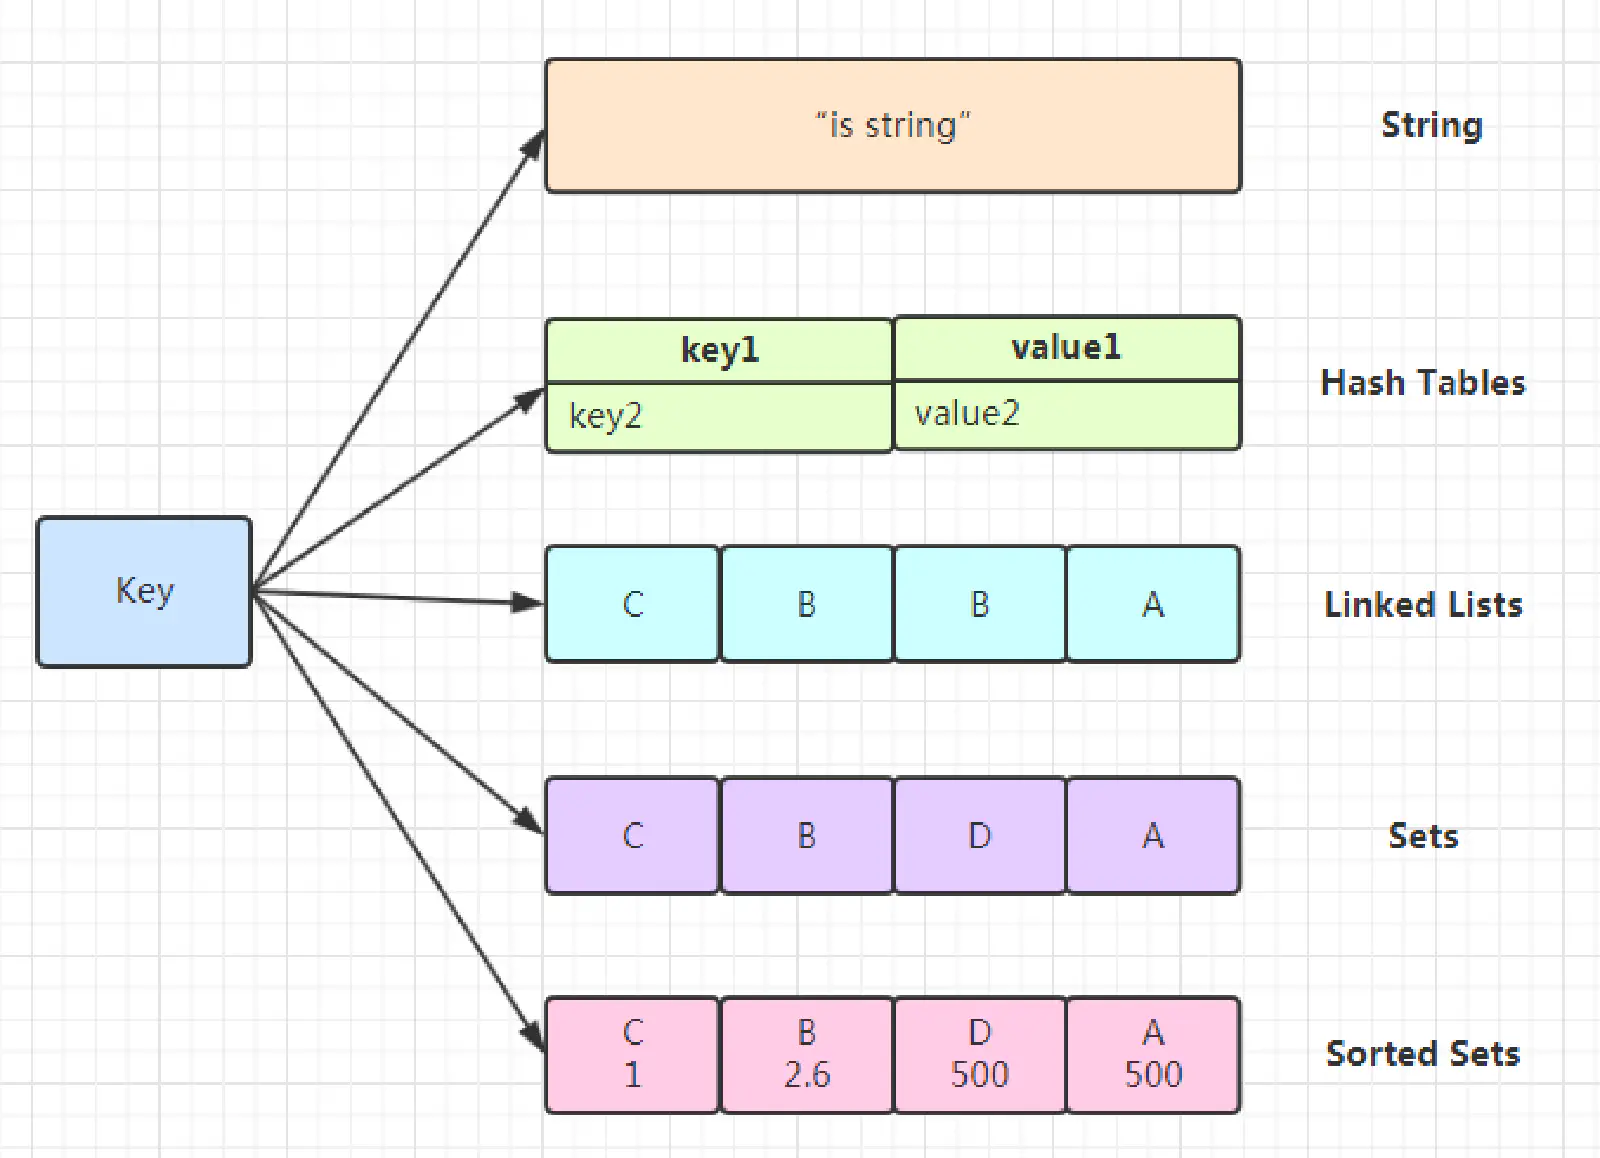 “is string”
String
key1
value1
key2
value2
Hash Tables
Key
C
B
B
A
Linked Lists
C
B
D
A
Sets
C
1
B
2.6
D
500
A
500
Sorted Sets